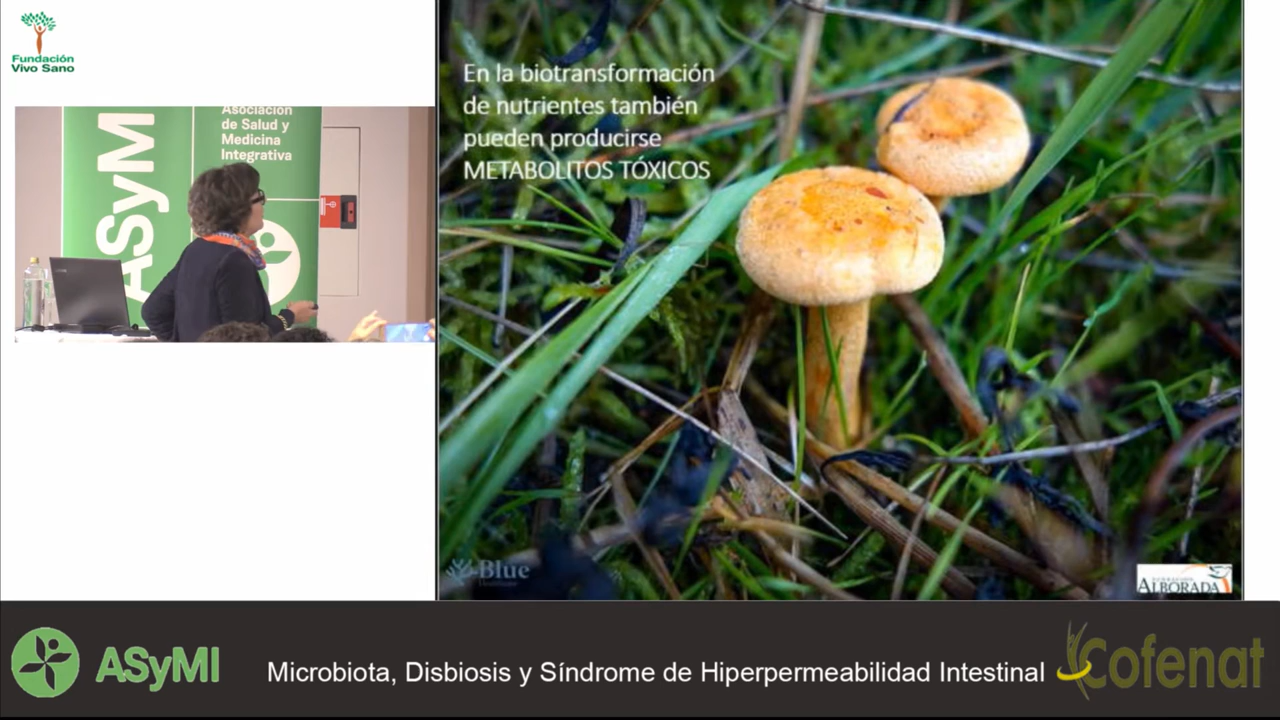 Fundación
Vivo Sano
ASyM
Asociación
de Salud y
Medicina
Integrativa
En la biotransformación
de nutrientes también
pueden producirse
METABOLITOS TÓXICOS
Blue
ALBORADA
ASyMI
Microbiota, Disbiosis y Síndrome de Hiperpermeabilidad Intestinal
Cofenat